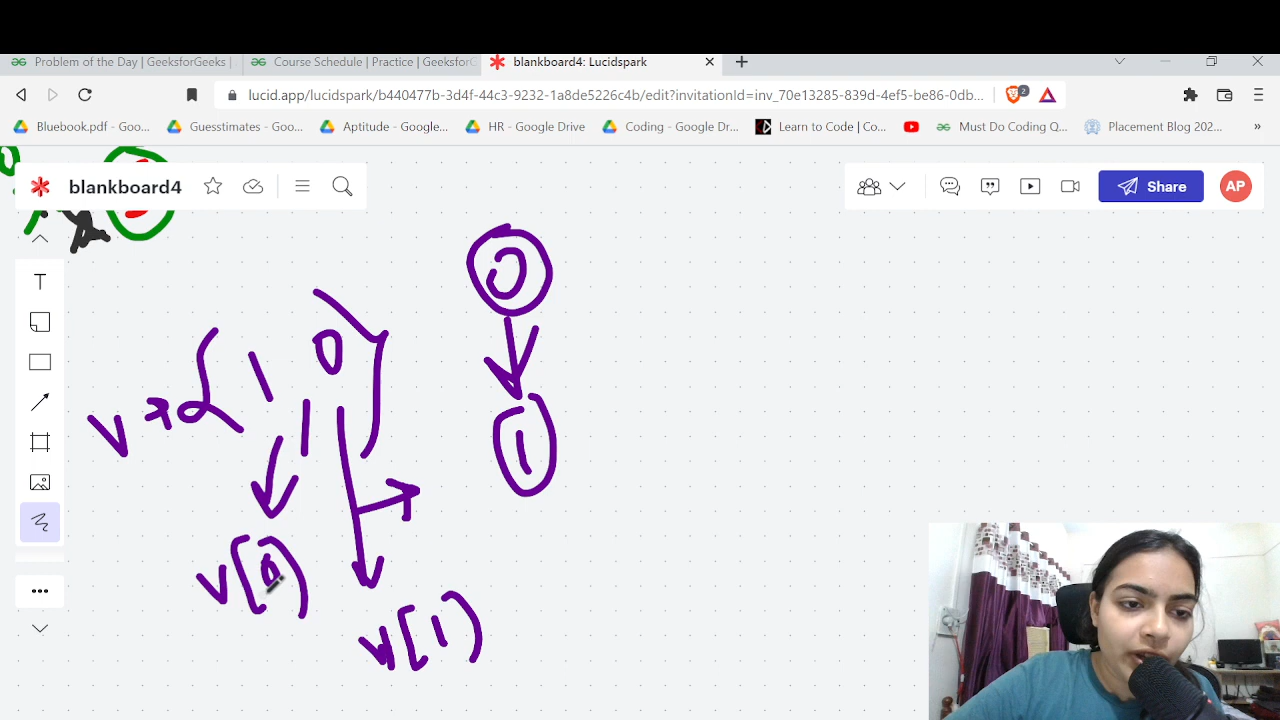 Problem of the Day | GeeksforGeeks
Course Schedule | Practice | GeeksforG
blankboard4: Lucidspark
lucid.app/lucidspark/b440477b-3d4f-44c3-9232-1a8de5226c4b/edit?invitationId=inv_70e13285-839d-4ef5-be86-0db...
2
Bluebook.pdf - Goo...
Guestimates - Goo...
Aptitude - Google...
HR - Google Drive
Coding - Google Dr...
Learn to Code | Co...
Must Do Coding Q...
Placement Blog 202...
»
blankboard4
Share
AP
T
0
1 0
V
1
v[0]
v[1]